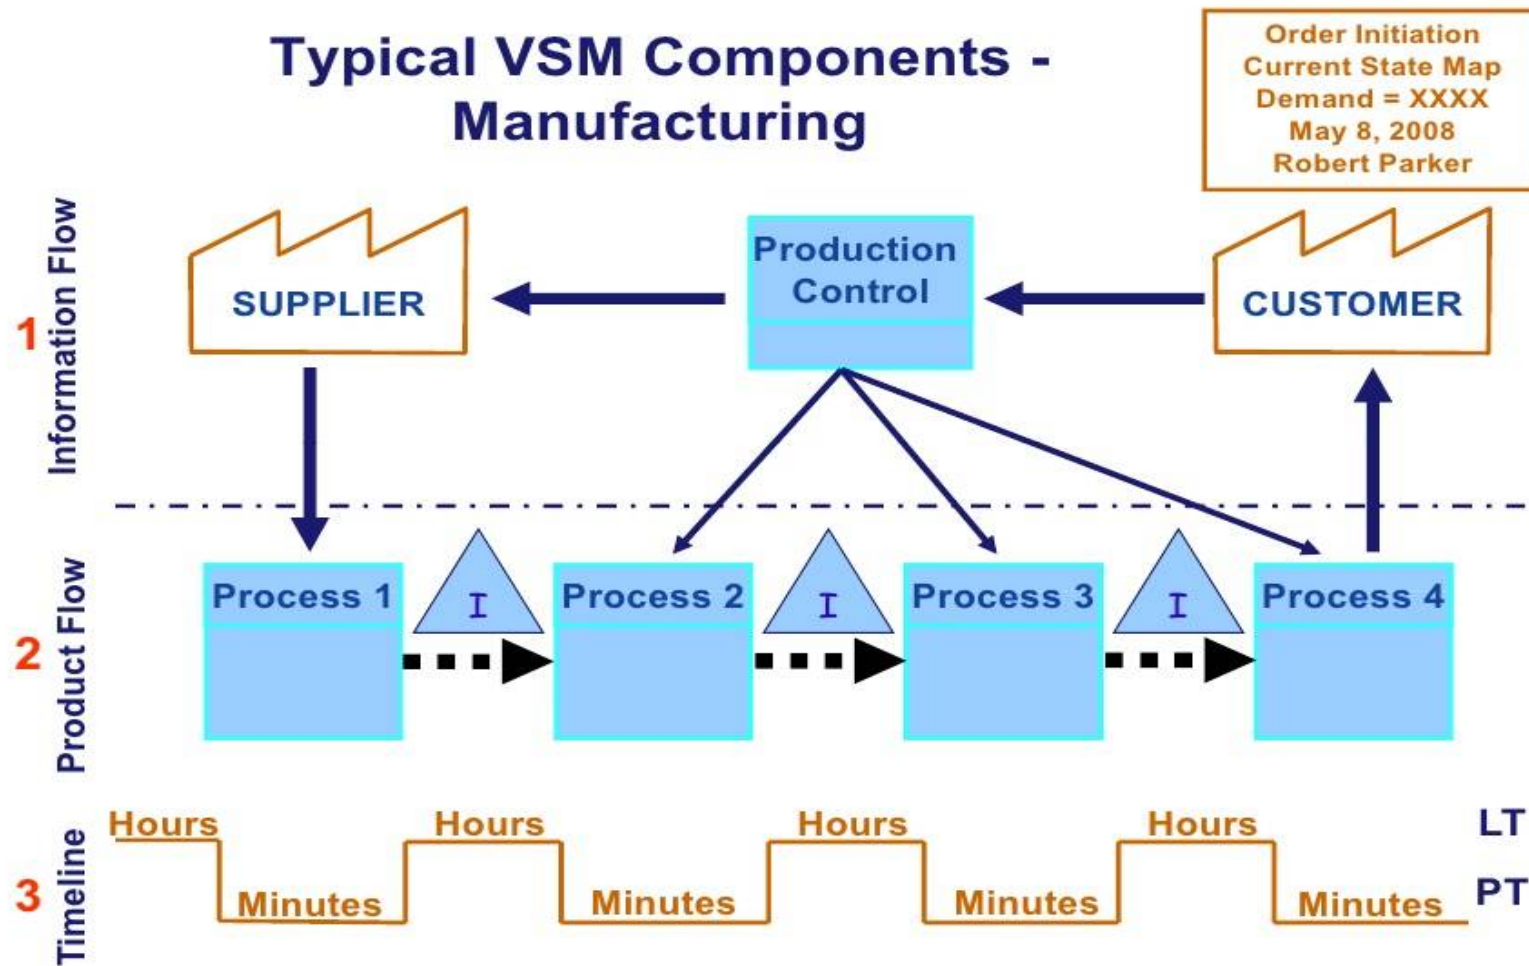 Typical VSM Components -
Manufacturing
Order Initiation
Current State Map
Demand = XXXX
May 8, 2008
Robert Parker
1
Information Flow
SUPPLIER
Production
Control
CUSTOMER
2
Product Flow
Process 1
I
Process 2
I
Process 3
I
Process 4
3
Timeline
Hours
Minutes
Hours
Minutes
Hours
Minutes
Hours
Minutes
LT
PT